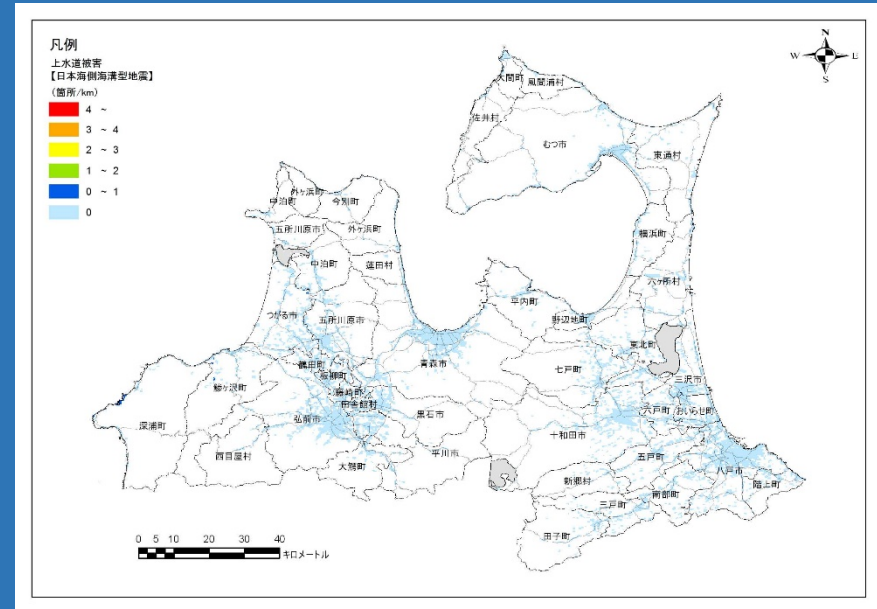 凡例
上水道被害
【日本海側海溝型地震】
(箇所/km)
4 ~
3 ~ 4
2 ~ 3
1 ~ 2
0 ~ 1
0
N
W E
S
大間町
風間浦村
佐井村
むつ市
東通村
外ヶ浜町
中泊町
今別町
五所川原市
外ヶ浜町
横浜町
中泊町
蓬田村
六ヶ所村
平内町
つがる市
五所川原市
野辺地町
東北町
青森市
鶴田町
板柳町
七戸町
三沢市
鰺ヶ沢町
藤崎町
田舎館村
六戸町
おいらせ町
黒石市
弘前市
深浦町
十和田市
西目屋村
平川市
五戸町
大鰐町
八戸市
新郷村
階上町
南部町
三戸町
田子町
0 5 10 20 30 40
キロメートル